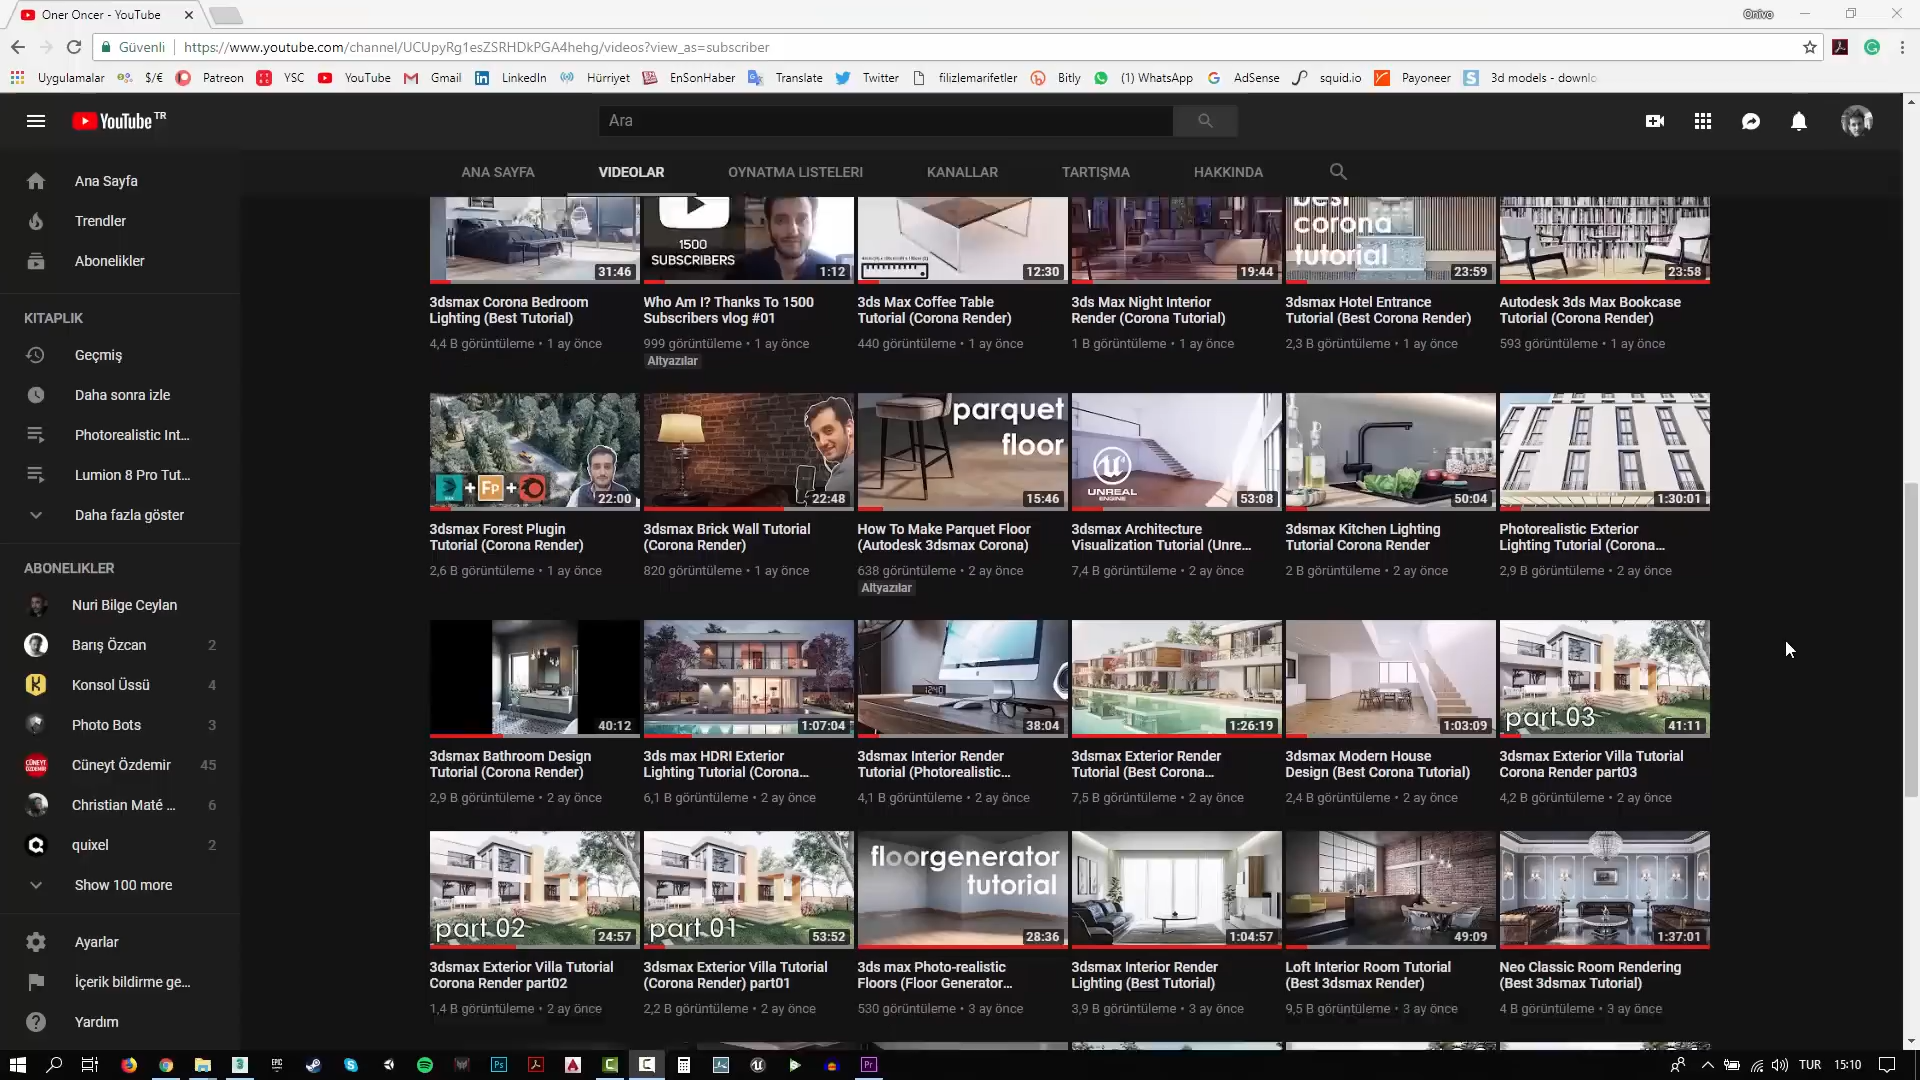 Oner Oncer - YouTube
Onivo
Güvenli
https://www.youtube.com/channel/UCUpyRg1esZSRHDkPGA4hehg/videos?view_as=subscriber
Uygulamalar $/€ Patreon YSC YouTube Gmail LinkedIn Hürriyet EnSonHaber Translate Twitter filizlemarifetler Bitly (1) WhatsApp AdSense squid.io Payoneer 3d models - downlo
YouTube TR
Ara
ANA SAYFA VIDEOLAR OYNATMA LISTELERI KANALLAR TARTIŞMA HAKKINDA
Ana Sayfa
Trendler
Abonelikler
KITAPLIK
Geçmiş
Daha sonra izle
Photorealistic Int...
Lumion 8 Pro Tut...
Daha fazla göster
ABONELIKLER
Nuri Bilge Ceylan
Barış Özcan 2
Konsol Üssü 4
Photo Bots 3
CÜNEYT ÖZDEMİR
Cüneyt Özdemir 45
Christian Maté ... 6
quixel 2
Show 100 more
Ayarlar
İçerik bildirme ge...
Yardım
31:46
3dsmax Corona Bedroom
Lighting (Best Tutorial)
4,4 B görüntüleme • 1 ay önce
1500
SUBSCRIBERS
1:12
Who Am I? Thanks To 1500
Subscribers vlog #01
999 görüntüleme • 1 ay önce
Altyazılar
12:30
3ds Max Coffee Table
Tutorial (Corona Render)
440 görüntüleme • 1 ay önce
19:44
3ds Max Night Interior
Render (Corona Tutorial)
1 B görüntüleme • 1 ay önce
best
corona
tutorial
23:59
3dsmax Hotel Entrance
Tutorial (Best Corona Render)
2,3 B görüntüleme • 1 ay önce
23:58
Autodesk 3ds Max Bookcase
Tutorial (Corona Render)
593 görüntüleme • 1 ay önce
+ Fp +
22:00
3dsmax Forest Plugin
Tutorial (Corona Render)
2,6 B görüntüleme • 1 ay önce
22:48
3dsmax Brick Wall Tutorial
(Corona Render)
820 görüntüleme • 1 ay önce
parquet
floor
15:46
How To Make Parquet Floor
(Autodesk 3dsmax Corona)
638 görüntüleme • 2 ay önce
Altyazılar
UNREAL
ENGINE
53:08
3dsmax Architecture
Visualization Tutorial (Unre...
7,4 B görüntüleme • 2 ay önce
50:04
3dsmax Kitchen Lighting
Tutorial Corona Render
2 B görüntüleme • 2 ay önce
1:30:01
Photorealistic Exterior
Lighting Tutorial (Corona...
2,9 B görüntüleme • 2 ay önce
40:12
3dsmax Bathroom Design
Tutorial (Corona Render)
2,9 B görüntüleme • 2 ay önce
1:07:04
3ds max HDRI Exterior
Lighting Tutorial (Corona...
6,1 B görüntüleme • 2 ay önce
12:40
38:04
3dsmax Interior Render
Tutorial (Photorealistic...
4,1 B görüntüleme • 2 ay önce
1:26:19
3dsmax Exterior Render
Tutorial (Best Corona...
7,5 B görüntüleme • 2 ay önce
1:03:09
3dsmax Modern House
Design (Best Corona Tutorial)
2,4 B görüntüleme • 2 ay önce
part 03
41:11
3dsmax Exterior Villa Tutorial
Corona Render part03
4,2 B görüntüleme • 2 ay önce
part 02
24:57
3dsmax Exterior Villa Tutorial
Corona Render part02
1,4 B görüntüleme • 2 ay önce
part 01
53:52
3dsmax Exterior Villa Tutorial
(Corona Render) part01
2,2 B görüntüleme • 2 ay önce
floorgenerator
tutorial
28:36
3ds max Photo-realistic
Floors (Floor Generator...
530 görüntüleme • 3 ay önce
1:04:57
3dsmax Interior Render
Lighting (Best Tutorial)
3,9 B görüntüleme • 3 ay önce
49:09
Loft Interior Room Tutorial
(Best 3dsmax Render)
9,5 B görüntüleme • 3 ay önce
1:37:01
Neo Classic Room Rendering
(Best 3dsmax Tutorial)
4 B görüntüleme • 3 ay önce
EPIC
Ps
Pr
TUR
15:10